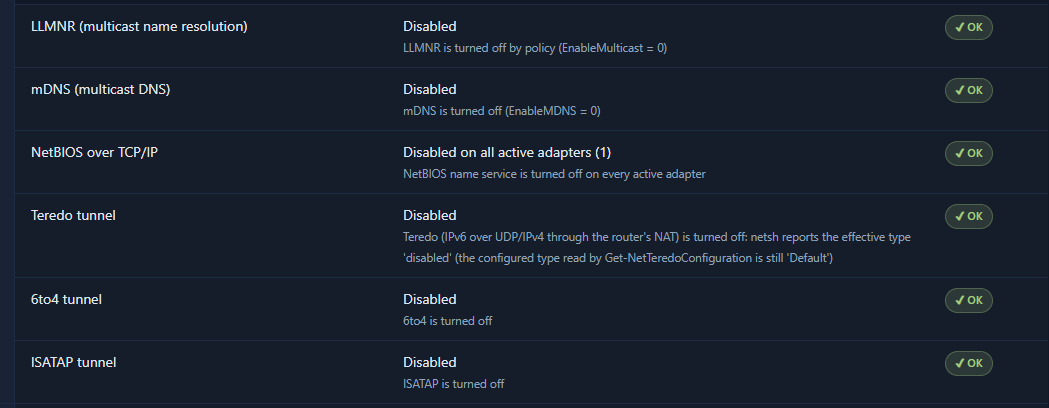 LLMNR (multicast name resolution)
Disabled
✓ OK
LLMNR is turned off by policy (EnableMulticast = 0)
mDNS (multicast DNS)
Disabled
✓ OK
mDNS is turned off (EnableMDNS = 0)
NetBIOS over TCP/IP
Disabled on all active adapters (1)
✓ OK
NetBIOS name service is turned off on every active adapter
Teredo tunnel
Disabled
✓ OK
Teredo (IPv6 over UDP/IPv4 through the router's NAT) is turned off: netsh reports the effective type
'disabled' (the configured type read by Get-NetTeredoConfiguration is still 'Default')
6to4 tunnel
Disabled
✓ OK
6to4 is turned off
ISATAP tunnel
Disabled
✓ OK
ISATAP is turned off